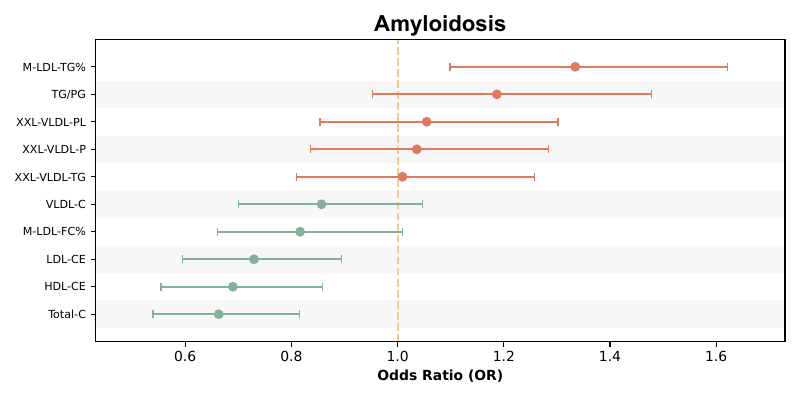 Amyloidosis
M-LDL-TG%
TG/PG
XXL-VLDL-PL
XXL-VLDL-P
XXL-VLDL-TG
VLDL-C
M-LDL-FC%
LDL-CE
HDL-CE
Total-C
0.6 0.8 1.0 1.2 1.4 1.6
Odds Ratio (OR)